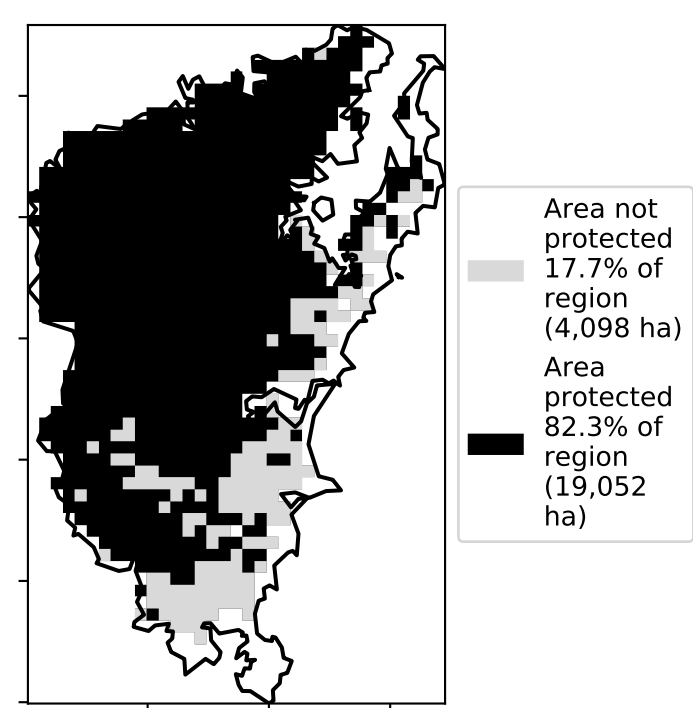 Area not
protected
17.7% of
region
(4,098 ha)
Area
protected
82.3% of
region
(19,052
ha)